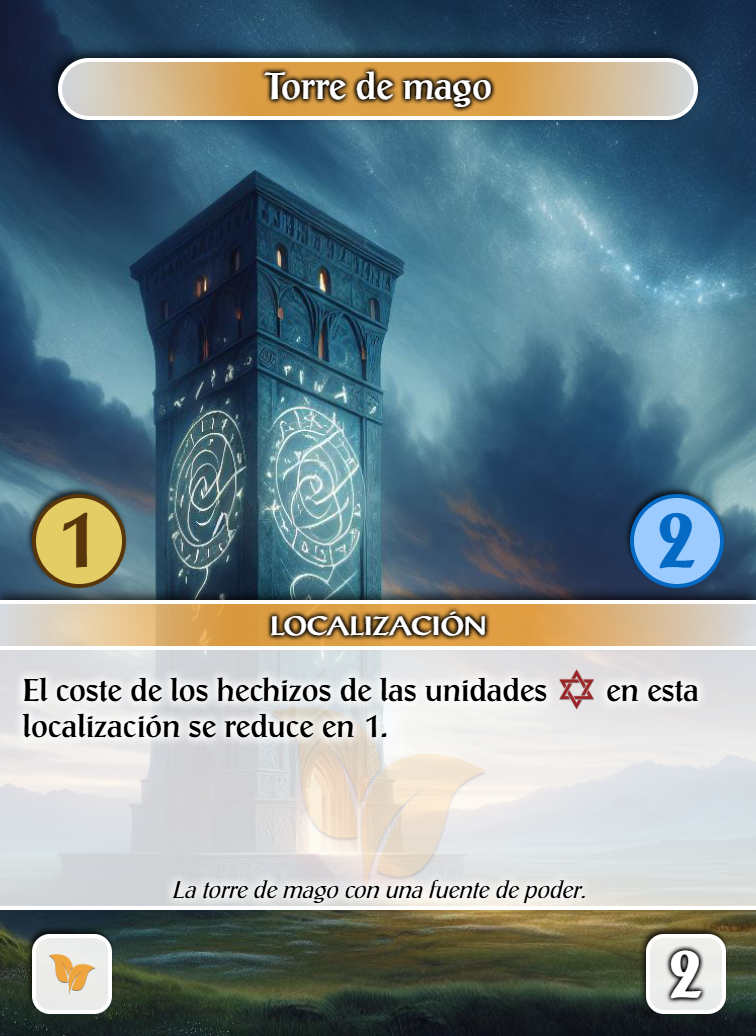 Torre de mago
1
2
LOCALIZACIÓN
El coste de los hechizos de las unidades en esta
localización se reduce en 1.
La torre de mago con una fuente de poder.
2